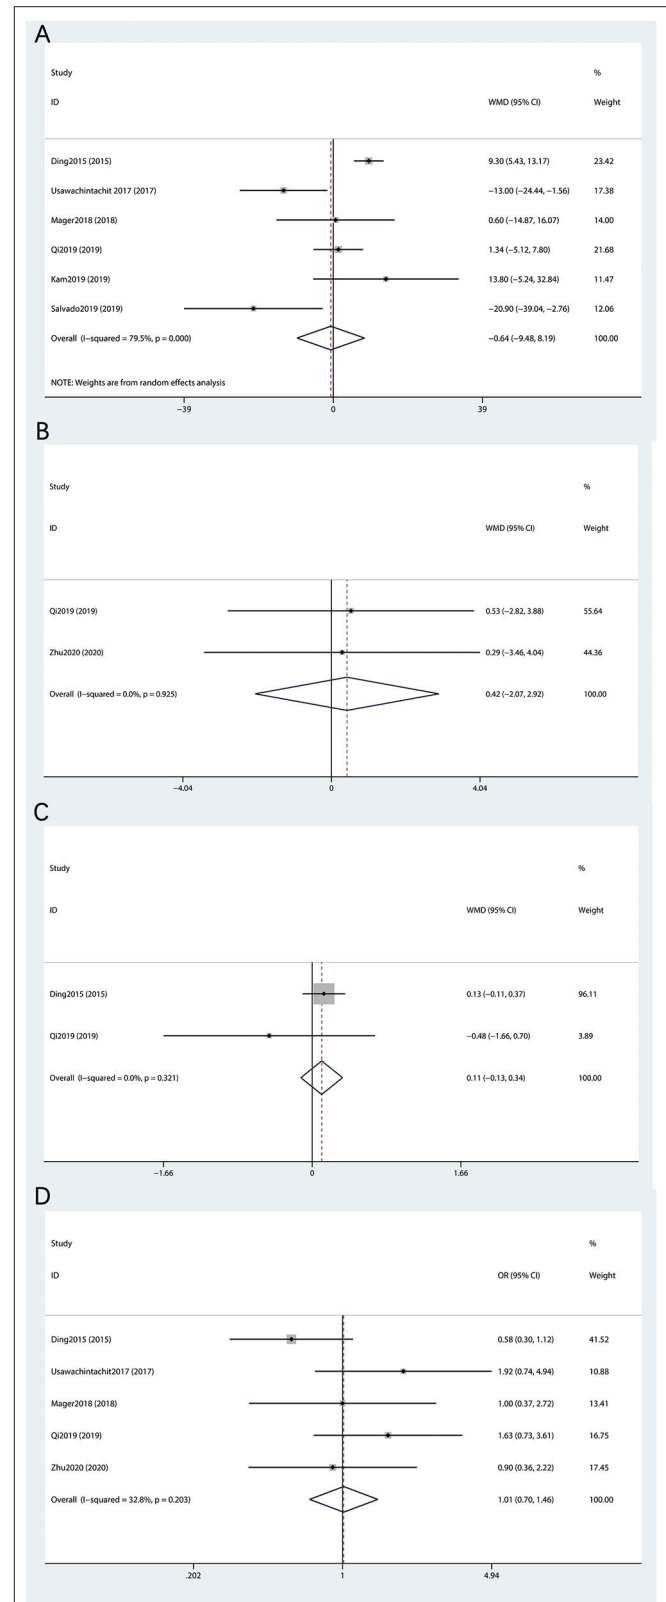 A
Study %
ID WMD (95% CI) Weight
Ding2015 (2015) 9.30 (5.43, 13.17) 23.42
Usawachintachit 2017 (2017) −13.00 (−24.44, −1.56) 17.38
Mager2018 (2018) 0.60 (−14.87, 16.07) 14.00
Qi2019 (2019) 1.34 (−5.12, 7.80) 21.68
Kam2019 (2019) 13.80 (−5.24, 32.84) 11.47
Salvado2019 (2019) −20.90 (−39.04, −2.76) 12.06
Overall (I−squared = 79.5%, p = 0.000) −0.64 (−9.48, 8.19) 100.00
NOTE: Weights are from random effects analysis
−39 0 39
B
Study %
ID WMD (95% CI) Weight
Qi2019 (2019) 0.53 (−2.82, 3.88) 55.64
Zhu2020 (2020) 0.29 (−3.46, 4.04) 44.36
Overall (I−squared = 0.0%, p = 0.925) 0.42 (−2.07, 2.92) 100.00
−4.04 0 4.04
C
Study %
ID WMD (95% CI) Weight
Ding2015 (2015) 0.13 (−0.11, 0.37) 96.11
Qi2019 (2019) −0.48 (−1.66, 0.70) 3.89
Overall (I−squared = 0.0%, p = 0.321) 0.11 (−0.13, 0.34) 100.00
−1.66 0 1.66
D
Study %
ID OR (95% CI) Weight
Ding2015 (2015) 0.58 (0.30, 1.12) 41.52
Usawachintachit2017 (2017) 1.92 (0.74, 4.94) 10.88
Mager2018 (2018) 1.00 (0.37, 2.72) 13.41
Qi2019 (2019) 1.63 (0.73, 3.61) 16.75
Zhu2020 (2020) 0.90 (0.36, 2.22) 17.45
Overall (I−squared = 32.8%, p = 0.203) 1.01 (0.70, 1.46) 100.00
.202 1 4.94